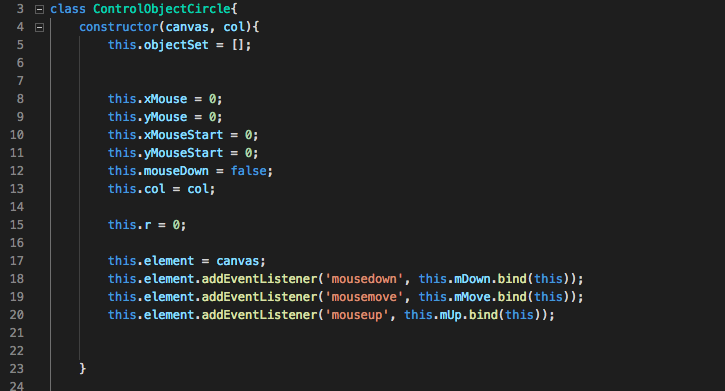 3 class ControlObjectCircle{
4 constructor(canvas, col){
5 this.objectSet = [];
6
7
8 this.xMouse = 0;
9 this.yMouse = 0;
10 this.xMouseStart = 0;
11 this.yMouseStart = 0;
12 this.mouseDown = false;
13 this.col = col;
14
15 this.r = 0;
16
17 this.element = canvas;
18 this.element.addEventListener('mousedown', this.mDown.bind(this));
19 this.element.addEventListener('mousemove', this.mMove.bind(this));
20 this.element.addEventListener('mouseup', this.mUp.bind(this));
21
22
23 }
24